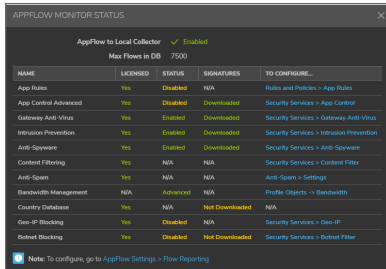 APPFLOW MONITOR STATUS
AppFlow to Local Collector Enabled
Max Flows in DB 7500
NAME LICENSED STATUS SIGNATURES TO CONFIGURE...
App Rules Yes Disabled N/A Rules and Policies > App Rules
App Control Advanced Yes Disabled Downloaded Security Services > App Control
Gateway Anti-Virus Yes Enabled Downloaded Security Services > Gateway Anti-Virus
Intrusion Prevention Yes Enabled Downloaded Security Services > Intrusion Prevention
Anti-Spyware Yes Enabled Downloaded Security Services > Anti-Spyware
Content Filtering Yes N/A N/A Security Services > Content Filter
Anti-Spam Yes N/A N/A Anti-Spam > Settings
Bandwidth Management N/A Advanced N/A Profile Objects -> Bandwidth
Country Database Yes N/A Not Downloaded N/A
Geo-IP Blocking Yes Disabled N/A Security Services > Geo-IP
Botnet Blocking Yes Disabled Not Downloaded Security Services > Botnet Filter
Note: To configure, go to AppFlow Settings > Flow Reporting.